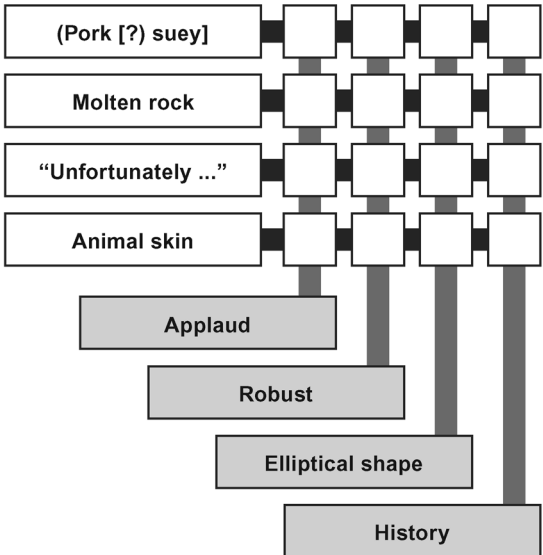 (Pork [?) suey]
Molten rock
“Unfortunately ...”
Animal skin
Applaud
Robust
Elliptical shape
History